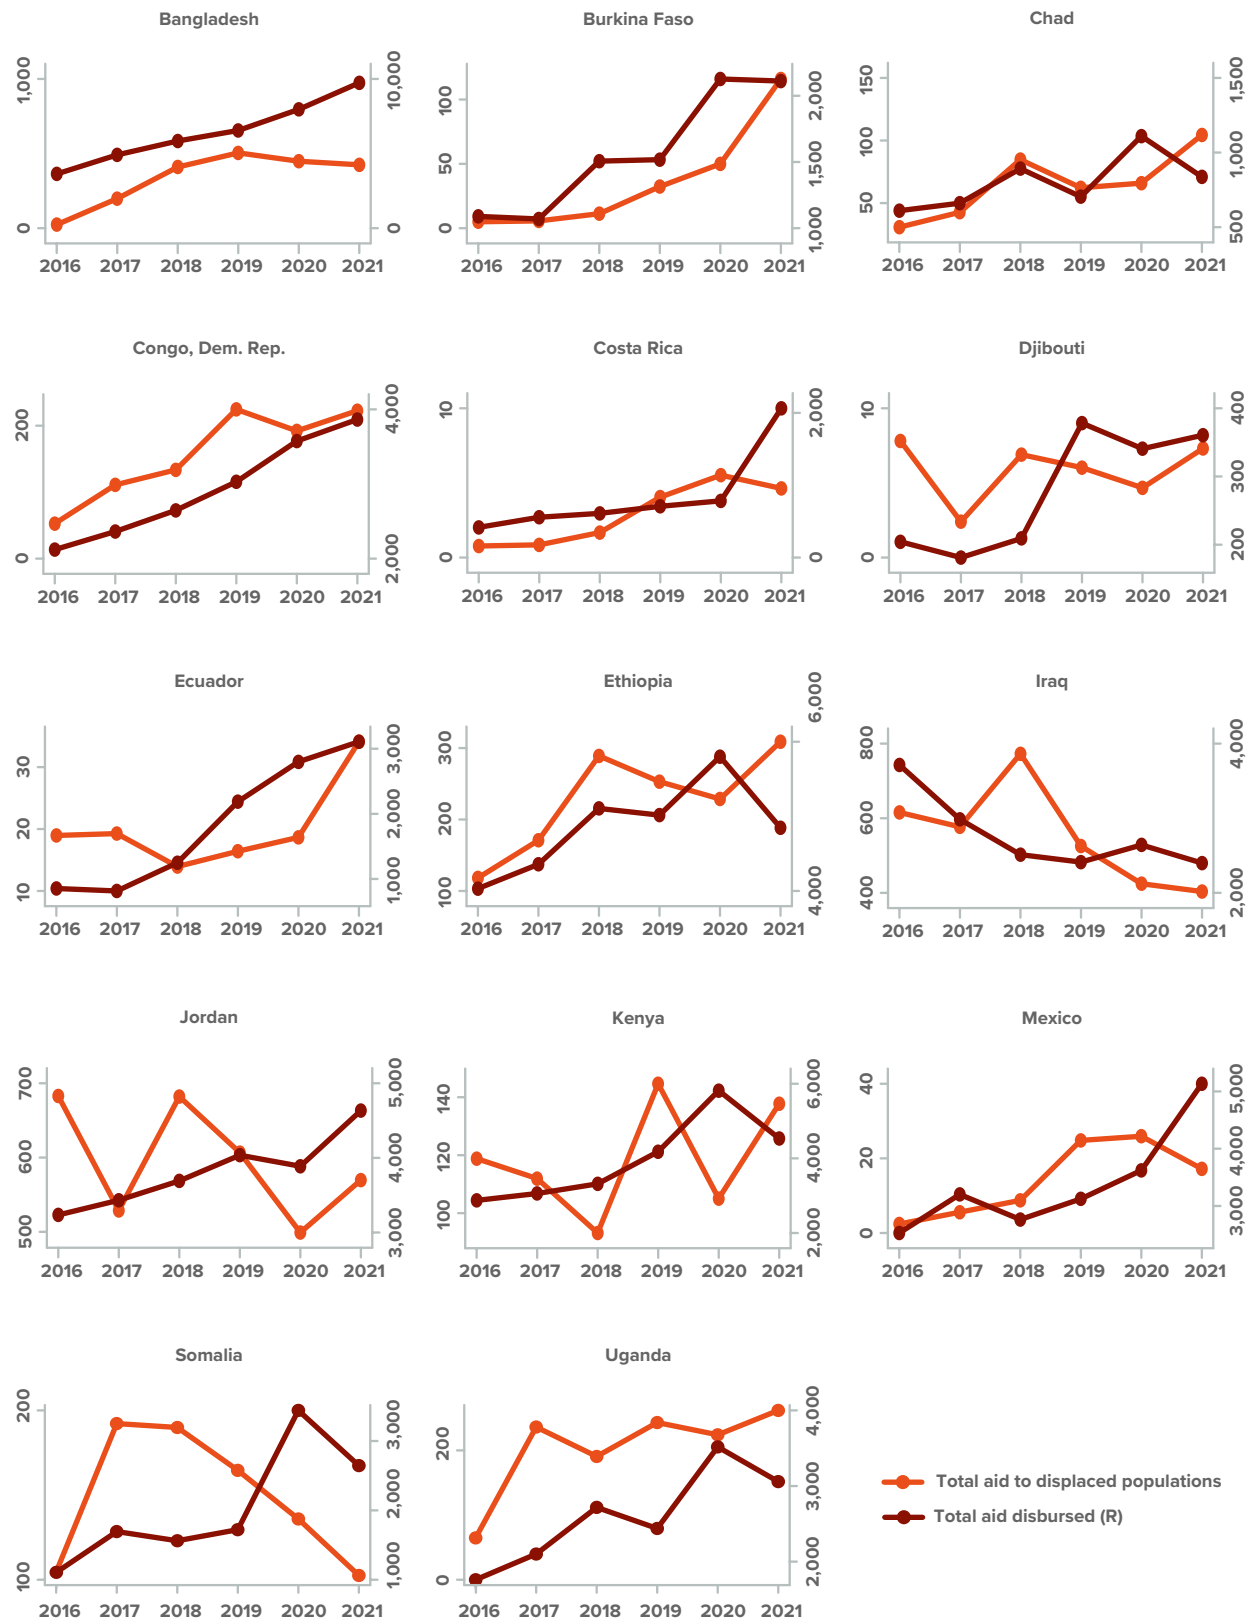 Bangladesh
Burkina Faso
Chad
1,000
0
10,000
0
2016 2017 2018 2019 2020 2021
100
50
0
2,000
1,500
1,000
2016 2017 2018 2019 2020 2021
150
100
50
1,500
1,000
500
2016 2017 2018 2019 2020 2021
Congo, Dem. Rep.
Costa Rica
Djibouti
200
0
4,000
2,000
2016 2017 2018 2019 2020 2021
10
0
2,000
0
2016 2017 2018 2019 2020 2021
10
0
400
300
200
2016 2017 2018 2019 2020 2021
Ecuador
Ethiopia
Iraq
30
20
10
3,000
2,000
1,000
2016 2017 2018 2019 2020 2021
300
200
100
6,000
4,000
2016 2017 2018 2019 2020 2021
800
600
400
4,000
2,000
2016 2017 2018 2019 2020 2021
Jordan
Kenya
Mexico
700
600
500
5,000
4,000
3,000
2016 2017 2018 2019 2020 2021
140
120
100
6,000
4,000
2,000
2016 2017 2018 2019 2020 2021
40
20
0
5,000
4,000
3,000
2016 2017 2018 2019 2020 2021
Somalia
Uganda
200
100
3,000
2,000
1,000
2016 2017 2018 2019 2020 2021
200
0
4,000
3,000
2,000
2016 2017 2018 2019 2020 2021
Total aid to displaced populations
Total aid disbursed (R)